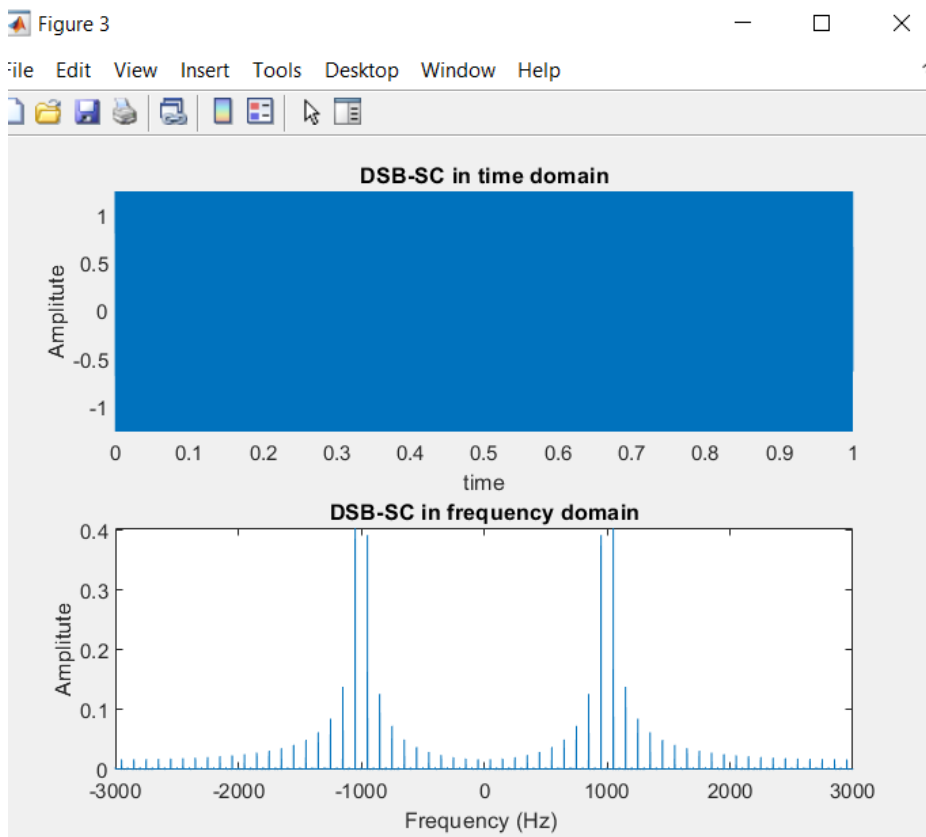 Figure 3
File Edit View Insert Tools Desktop Window Help
DSB-SC in time domain
Amplitute
1
0.5
0
-0.5
-1
0 0.1 0.2 0.3 0.4 0.5 0.6 0.7 0.8 0.9 1
time
DSB-SC in frequency domain
Amplitute
0.4
0.3
0.2
0.1
0
-3000 -2000 -1000 0 1000 2000 3000
Frequency (Hz)